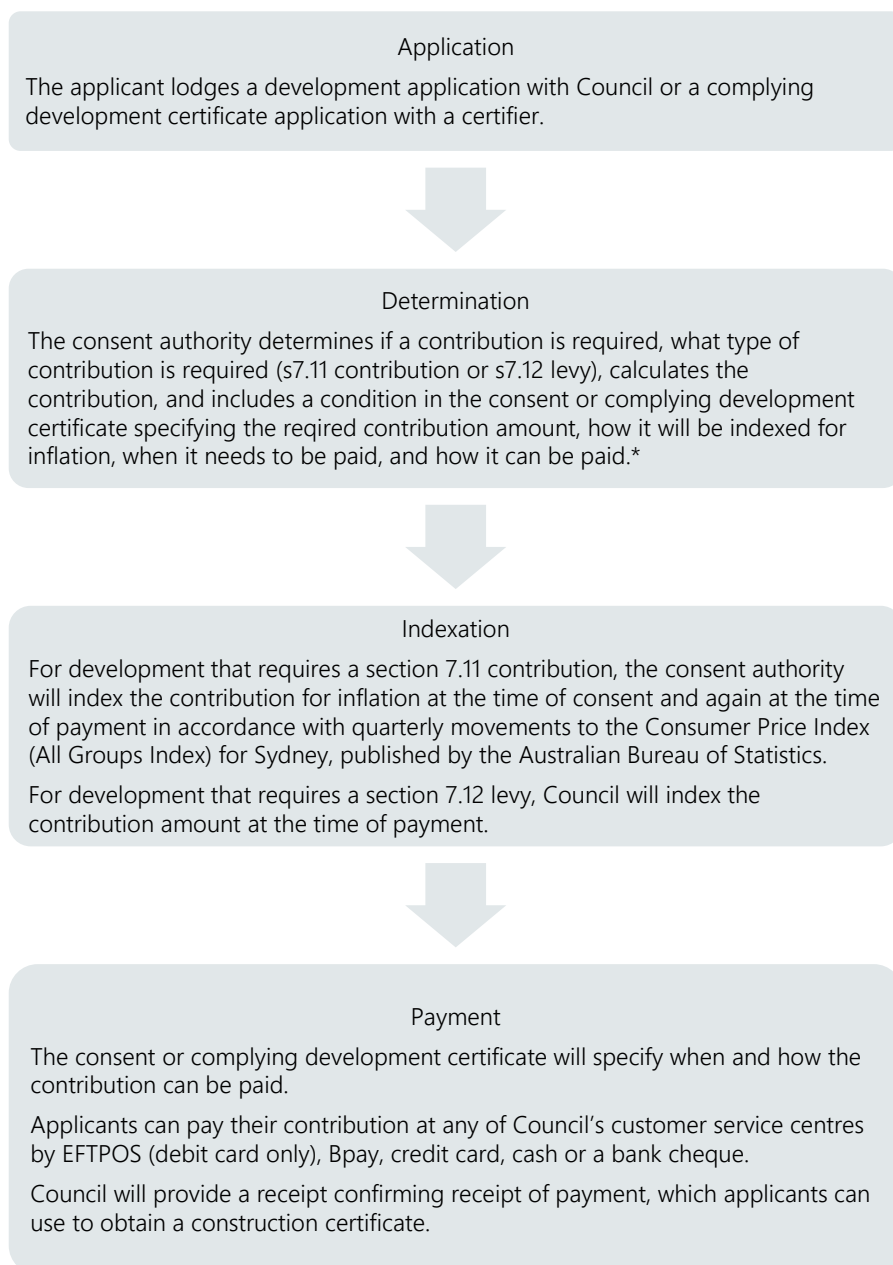 Application
The applicant lodges a development application with Council or a complying
development certificate application with a certifier.
Determination
The consent authority determines if a contribution is required, what type of
contribution is required (s7.11 contribution or s7.12 levy), calculates the
contribution, and includes a condition in the consent or complying development
certificate specifying the reqired contribution amount, how it will be indexed for
inflation, when it needs to be paid, and how it can be paid.*
Indexation
For development that requires a section 7.11 contribution, the consent authority
will index the contribution for inflation at the time of consent and again at the time
of payment in accordance with quarterly movements to the Consumer Price Index
(All Groups Index) for Sydney, published by the Australian Bureau of Statistics.
For development that requires a section 7.12 levy, Council will index the
contribution amount at the time of payment.
Payment
The consent or complying development certificate will specify when and how the
contribution can be paid.
Applicants can pay their contribution at any of Council’s customer service centres
by EFTPOS (debit card only), Bpay, credit card, cash or a bank cheque.
Council will provide a receipt confirming receipt of payment, which applicants can
use to obtain a construction certificate.